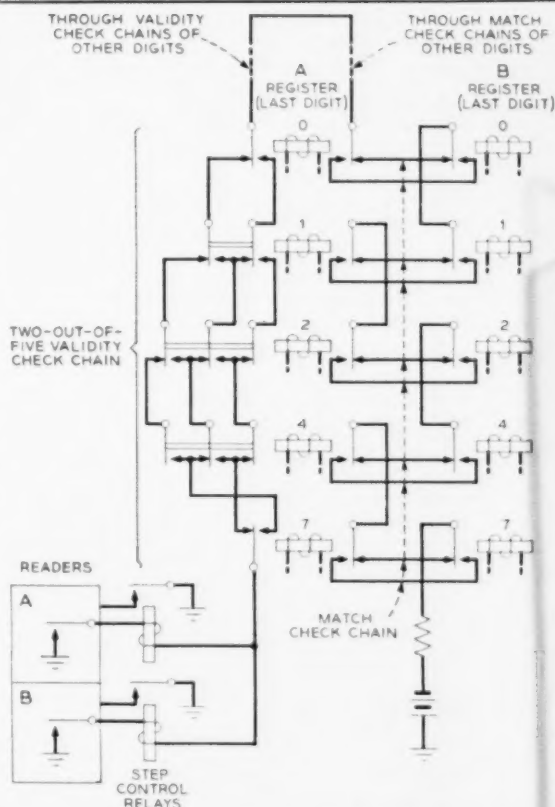 THROUGH VALIDITY
CHECK CHAINS OF
OTHER DIGITS
THROUGH MATCH
CHECK CHAINS OF
OTHER DIGITS
A
REGISTER
(LAST DIGIT)
B
REGISTER
(LAST DIGIT)
0
0
1
1
TWO-OUT-OF-
FIVE VALIDITY
CHECK CHAIN
2
2
4
4
7
7
READERS
A
B
MATCH
CHECK CHAIN
STEP
CONTROL
RELAYS